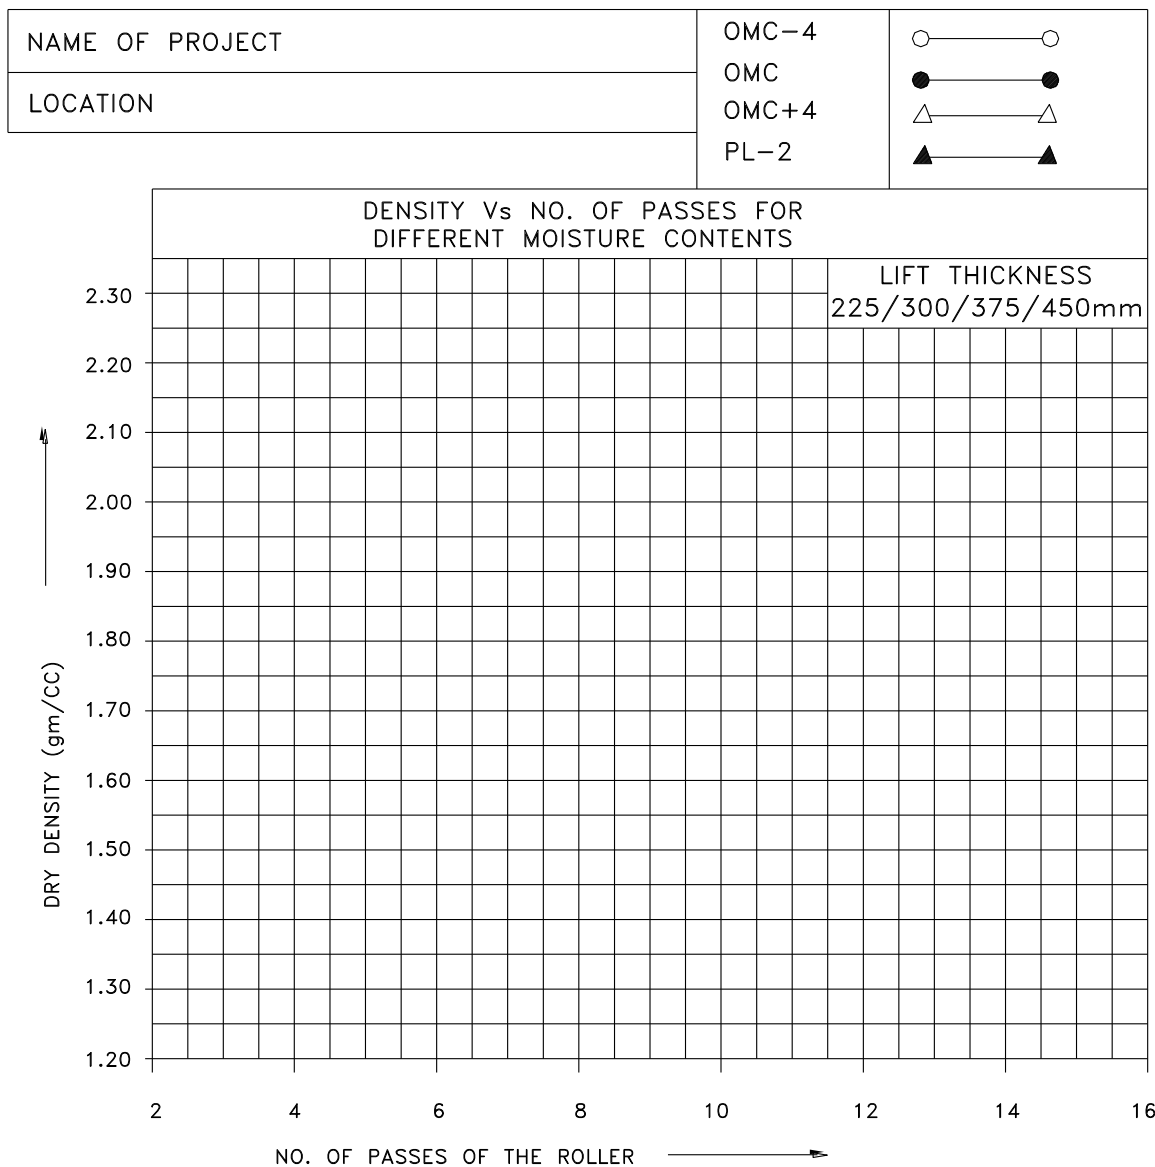 NAME OF PROJECT
LOCATION
OMC-4
OMC
OMC+4
PL-2
DENSITY Vs NO. OF PASSES FOR
DIFFERENT MOISTURE CONTENTS
LIFT THICKNESS
225/300/375/450mm
2.30
2.20
2.10
2.00
1.90
1.80
1.70
1.60
1.50
1.40
1.30
1.20
DRY DENSITY (gm/CC)
2 4 6 8 10 12 14 16
NO. OF PASSES OF THE ROLLER